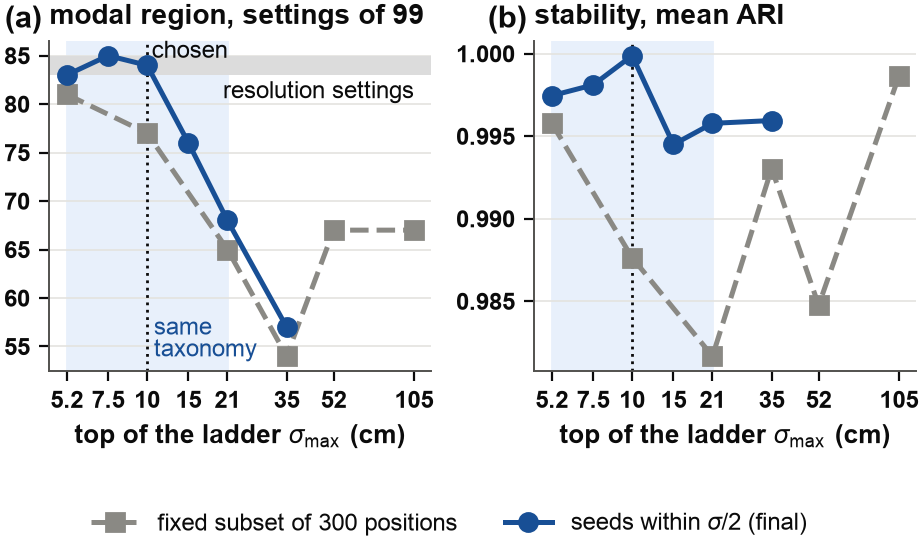 (a) modal region, settings of 99
85
80
75
70
65
60
55
chosen
resolution settings
same
taxonomy
5.2 7.5 10 15 21 35 52 105
top of the ladder σmax (cm)
(b) stability, mean ARI
1.000
0.995
0.990
0.985
5.2 7.5 10 15 21 35 52 105
top of the ladder σmax (cm)
fixed subset of 300 positions
seeds within σ/2 (final)